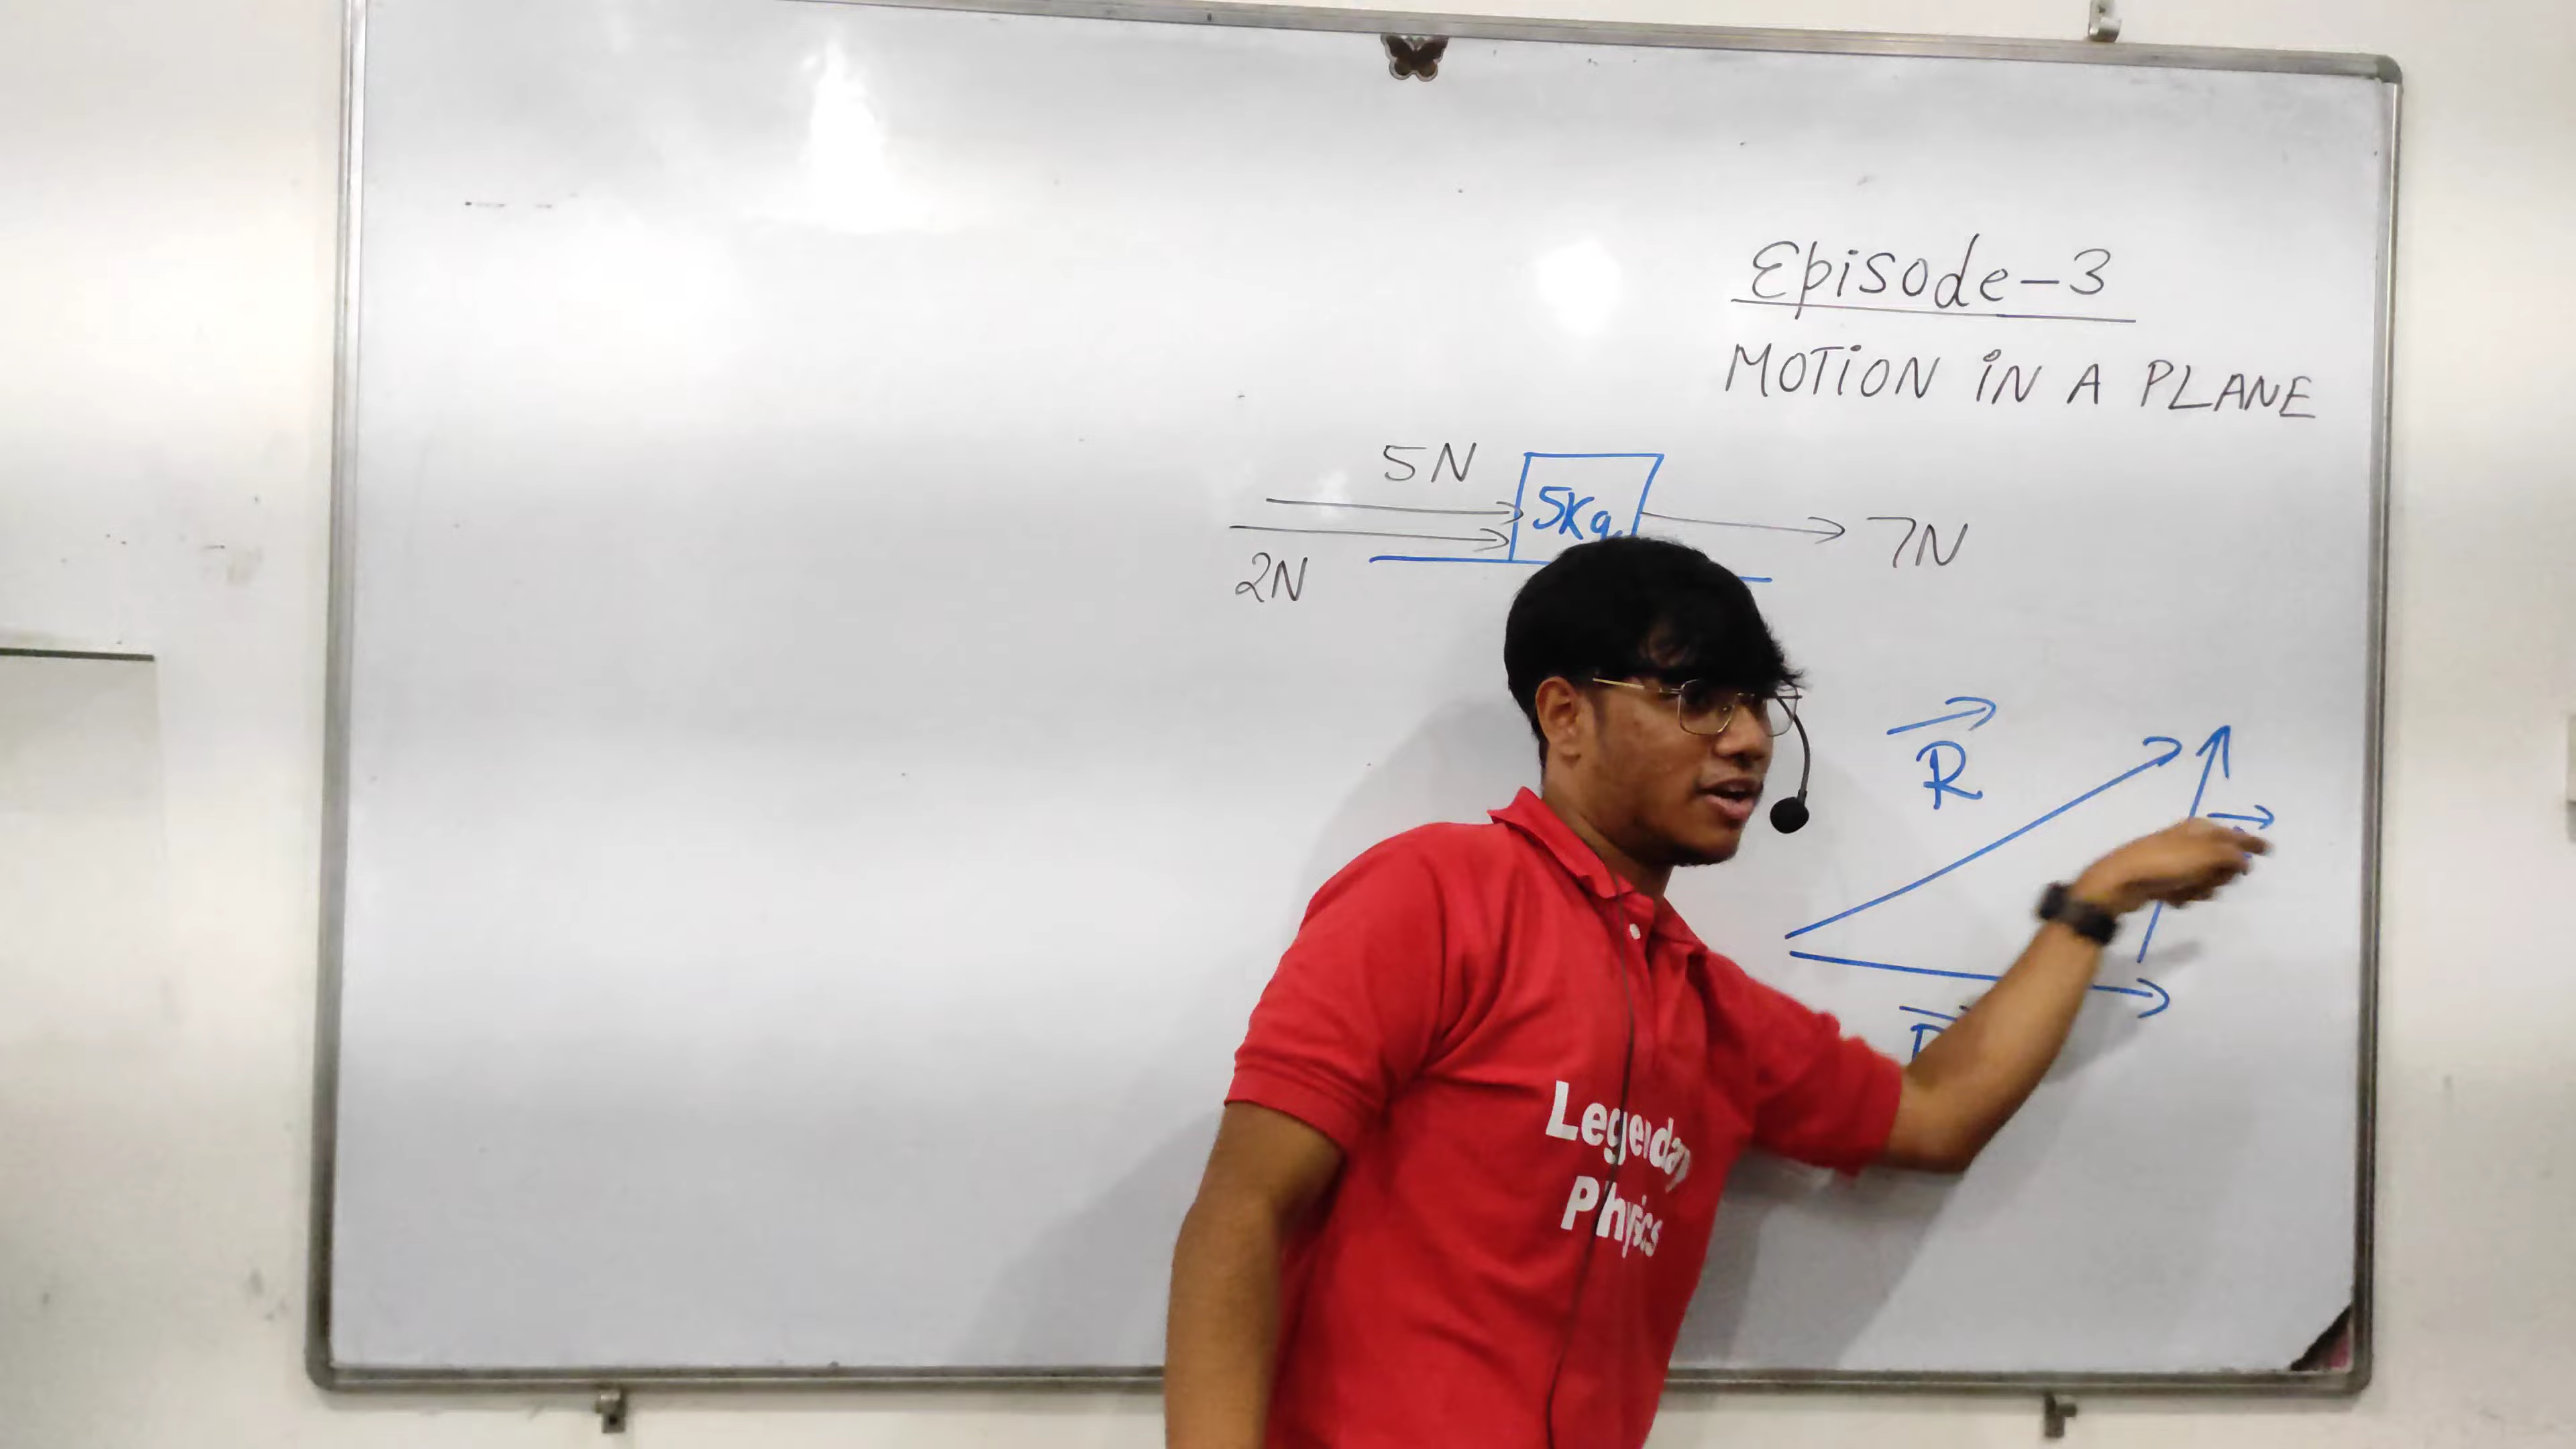 Episode-3
MOTION IN A PLANE
5N
5Kg
7N
2N
R
Legendary
Physics